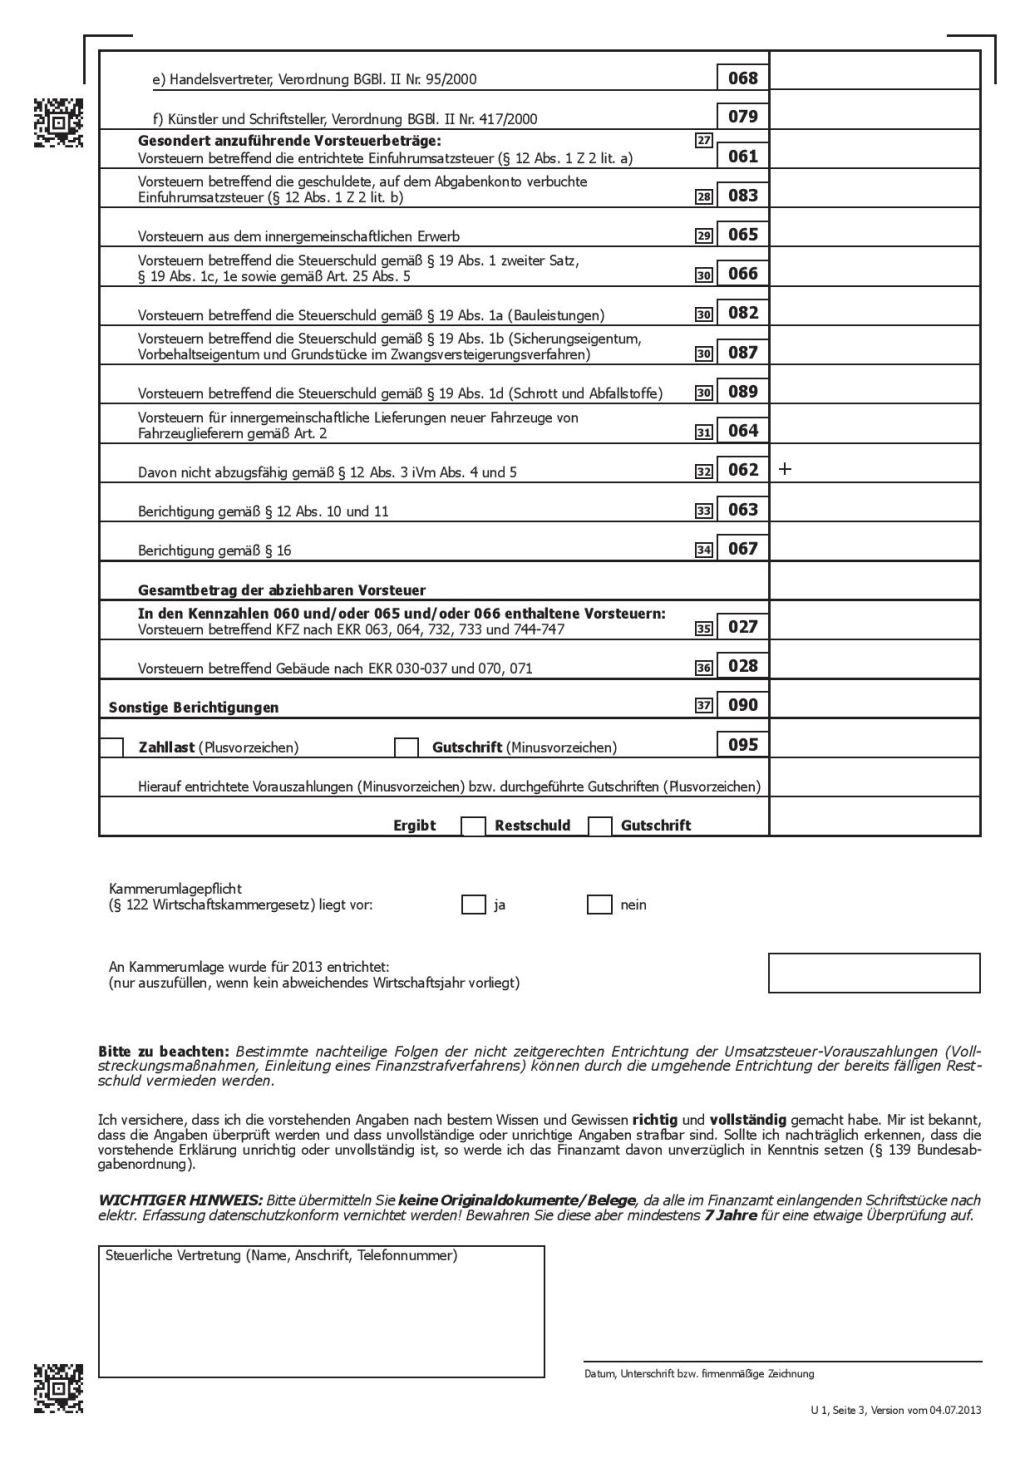 e) Handelsvertreter, Verordnung BGBl. II Nr. 95/2000 068
f) Künstler und Schriftsteller, Verordnung BGBl. II Nr. 417/2000 079
Gesondert anzuführende Vorsteuerbeträge: 27
Vorsteuern betreffend die entrichtete Einfuhrumsatzsteuer (§ 12 Abs. 1 Z 2 lit. a) 061
Vorsteuern betreffend die geschuldete, auf dem Abgabenkonto verbuchte
Einfuhrumsatzsteuer (§ 12 Abs. 1 Z 2 lit. b) 28 083
Vorsteuern aus dem innergemeinschaftlichen Erwerb 29 065
Vorsteuern betreffend die Steuerschuld gemäß § 19 Abs. 1 zweiter Satz,
§ 19 Abs. 1c, 1e sowie gemäß Art. 25 Abs. 5 30 066
Vorsteuern betreffend die Steuerschuld gemäß § 19 Abs. 1a (Bauleistungen) 30 082
Vorsteuern betreffend die Steuerschuld gemäß § 19 Abs. 1b (Sicherungseigentum,
Vorbehaltseigentum und Grundstücke im Zwangsversteigerungsverfahren) 30 087
Vorsteuern betreffend die Steuerschuld gemäß § 19 Abs. 1d (Schrott und Abfallstoffe) 30 089
Vorsteuern für innergemeinschaftliche Lieferungen neuer Fahrzeuge von
Fahrzeuglieferern gemäß Art. 2 31 064
Davon nicht abzugsfähig gemäß § 12 Abs. 3 iVm Abs. 4 und 5 32 062 +
Berichtigung gemäß § 12 Abs. 10 und 11 33 063
Berichtigung gemäß § 16 34 067
Gesamtbetrag der abziehbaren Vorsteuer
In den Kennzahlen 060 und/oder 065 und/oder 066 enthaltene Vorsteuern:
Vorsteuern betreffend KFZ nach EKR 063, 064, 732, 733 und 744-747 35 027
Vorsteuern betreffend Gebäude nach EKR 030-037 und 070, 071 36 028
Sonstige Berichtigungen 37 090
Zahllast (Plusvorzeichen) Gutschrift (Minusvorzeichen) 095
Hierauf entrichtete Vorauszahlungen (Minusvorzeichen) bzw. durchgeführte Gutschriften (Plusvorzeichen)
Ergibt Restschuld Gutschrift
Kammerumlagepflicht
(§ 122 Wirtschaftskammergesetz) liegt vor: ja nein
An Kammerumlage wurde für 2013 entrichtet:
(nur auszufüllen, wenn kein abweichendes Wirtschaftsjahr vorliegt)
Bitte zu beachten: Bestimmte nachteilige Folgen der nicht zeitgerechten Entrichtung der Umsatzsteuer-Vorauszahlungen (Voll-
streckungsmaßnahmen, Einleitung eines Finanzstrafverfahrens) können durch die umgehende Entrichtung der bereits fälligen Rest-
schuld vermieden werden.
Ich versichere, dass ich die vorstehenden Angaben nach bestem Wissen und Gewissen richtig und vollständig gemacht habe. Mir ist bekannt,
dass die Angaben überprüft werden und dass unvollständige oder unrichtige Angaben strafbar sind. Sollte ich nachträglich erkennen, dass die
vorstehende Erklärung unrichtig oder unvollständig ist, so werde ich das Finanzamt davon unverzüglich in Kenntnis setzen (§ 139 Bundesab-
gabenordnung).
WICHTIGER HINWEIS: Bitte übermitteln Sie keine Originaldokumente/Belege, da alle im Finanzamt einlangenden Schriftstücke nach
elektr. Erfassung datenschutzkonform vernichtet werden! Bewahren Sie diese aber mindestens 7 Jahre für eine etwaige Überprüfung auf.
Steuerliche Vertretung (Name, Anschrift, Telefonnummer)
Datum, Unterschrift bzw. firmenmäßige Zeichnung
U 1, Seite 3, Version vom 04.07.2013